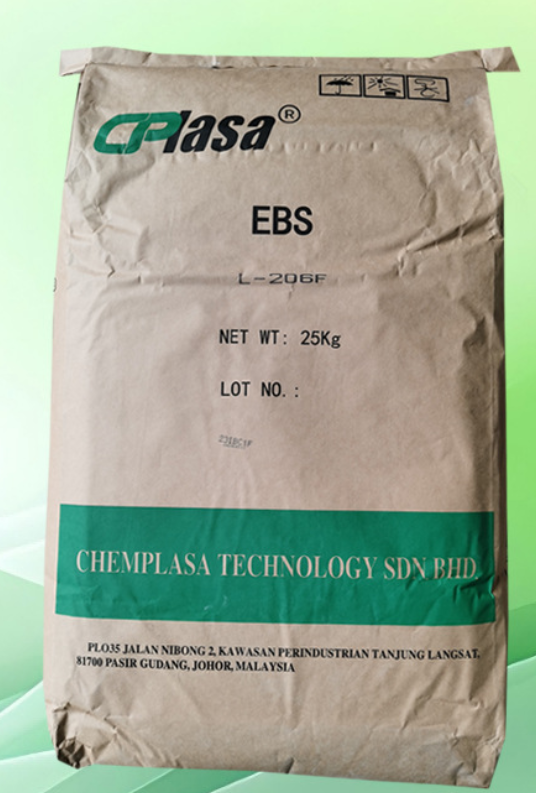 CPlasa®
EBS
L-206F
NET WT: 25Kg
LOT NO.:
CHEMPLASA TECHNOLOGY SDN BHD.
PLO35 JALAN NIBONG 2, KAWASAN PERINDUSTRIAN TANJUNG LANGSAT,
81700 PASIR GUDANG, JOHOR, MALAYSIA